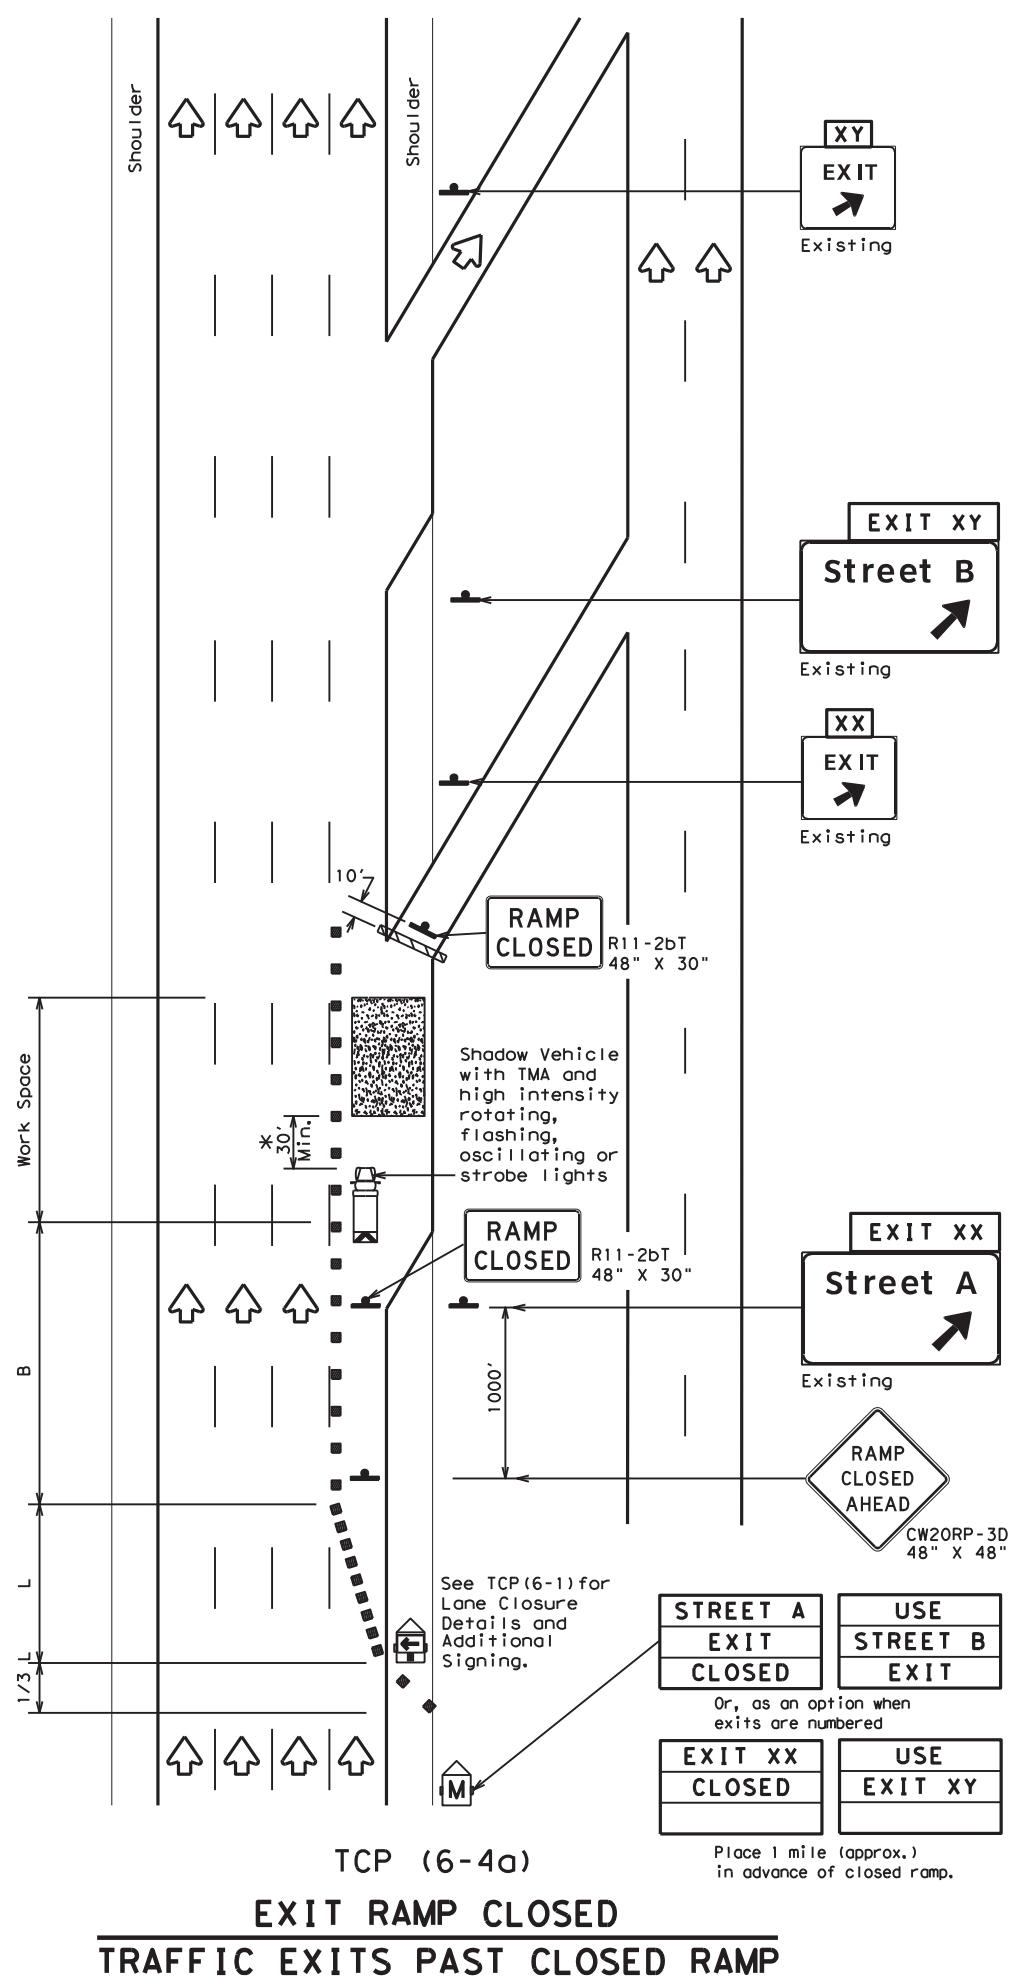 Shoulder
Shoulder
XY
EXIT
Existing
EXIT XY
Street B
Existing
XX
EXIT
Existing
10'
RAMP
CLOSED
R11-2bT
48" X 30"
Work Space
*
30'
Min.
Shadow Vehicle
with TMA and
high intensity
rotating,
flashing,
oscillating or
strobe lights
RAMP
CLOSED
R11-2bT
48" X 30"
EXIT XX
Street A
Existing
B
1000'
RAMP
CLOSED
AHEAD
CW20RP-3D
48" X 48"
L
1/3 L
See TCP(6-1)for
Lane Closure
Details and
Additional
Signing.
STREET A
EXIT
CLOSED
USE
STREET B
EXIT
Or, as an option when
exits are numbered
EXIT XX
CLOSED
USE
EXIT XY
M
Place 1 mile (approx.)
in advance of closed ramp.
TCP (6-4a)
EXIT RAMP CLOSED
TRAFFIC EXITS PAST CLOSED RAMP